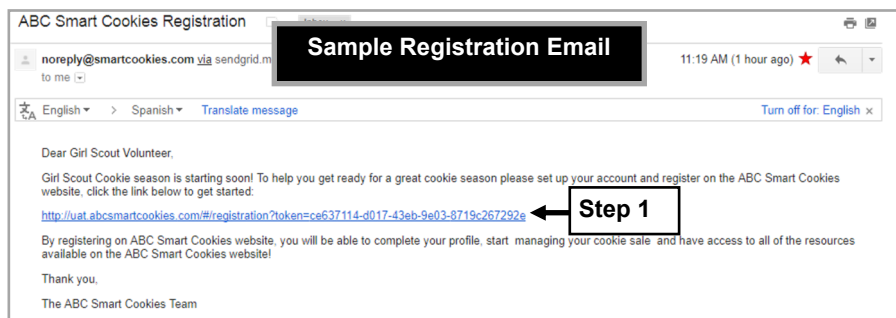 ABC Smart Cookies Registration
Sample Registration Email
noreply@smartcookies.com via sendgrid.m
11:19 AM (1 hour ago)
to me
English > Spanish Translate message Turn off for: English x
Dear Girl Scout Volunteer,
Girl Scout Cookie season is starting soon! To help you get ready for a great cookie season please set up your account and register on the ABC Smart Cookies
website, click the link below to get started:
http://uat.abcsmartcookies.com/#/registration?token=ce637114-d017-43eb-9e03-8719c267292e
Step 1
By registering on ABC Smart Cookies website, you will be able to complete your profile, start managing your cookie sale and have access to all of the resources
available on the ABC Smart Cookies website!
Thank you,
The ABC Smart Cookies Team